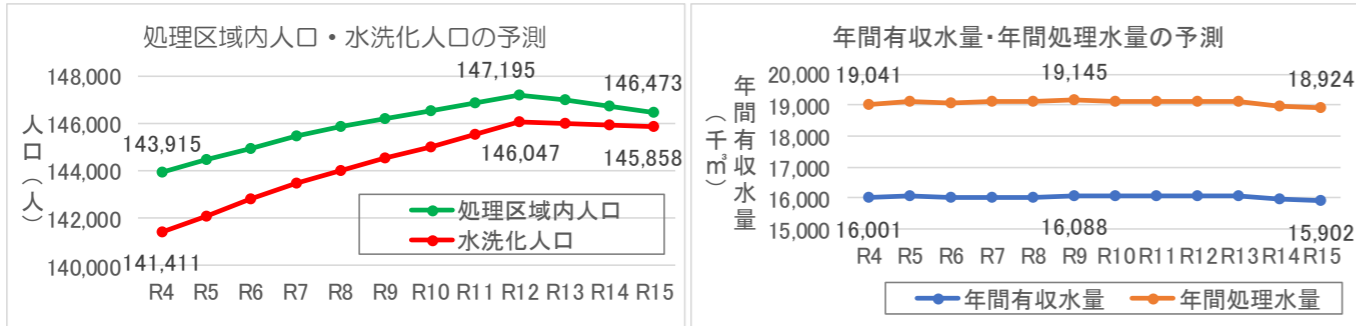 処理区域内人口・水洗化人口の予測
人口（人）
148,000
146,000
144,000
142,000
140,000
143,915
147,195
146,473
141,411
146,047
145,858
処理区域内人口
水洗化人口
R4 R5 R6 R7 R8 R9 R10 R11 R12 R13 R14 R15
年間有収水量・年間処理水量の予測
年間有収水量
（千㎥）
20,000
19,000
18,000
17,000
16,000
15,000
19,041
19,145
18,924
16,001
16,088
15,902
R4 R5 R6 R7 R8 R9 R10 R11 R12 R13 R14 R15
年間有収水量 年間処理水量